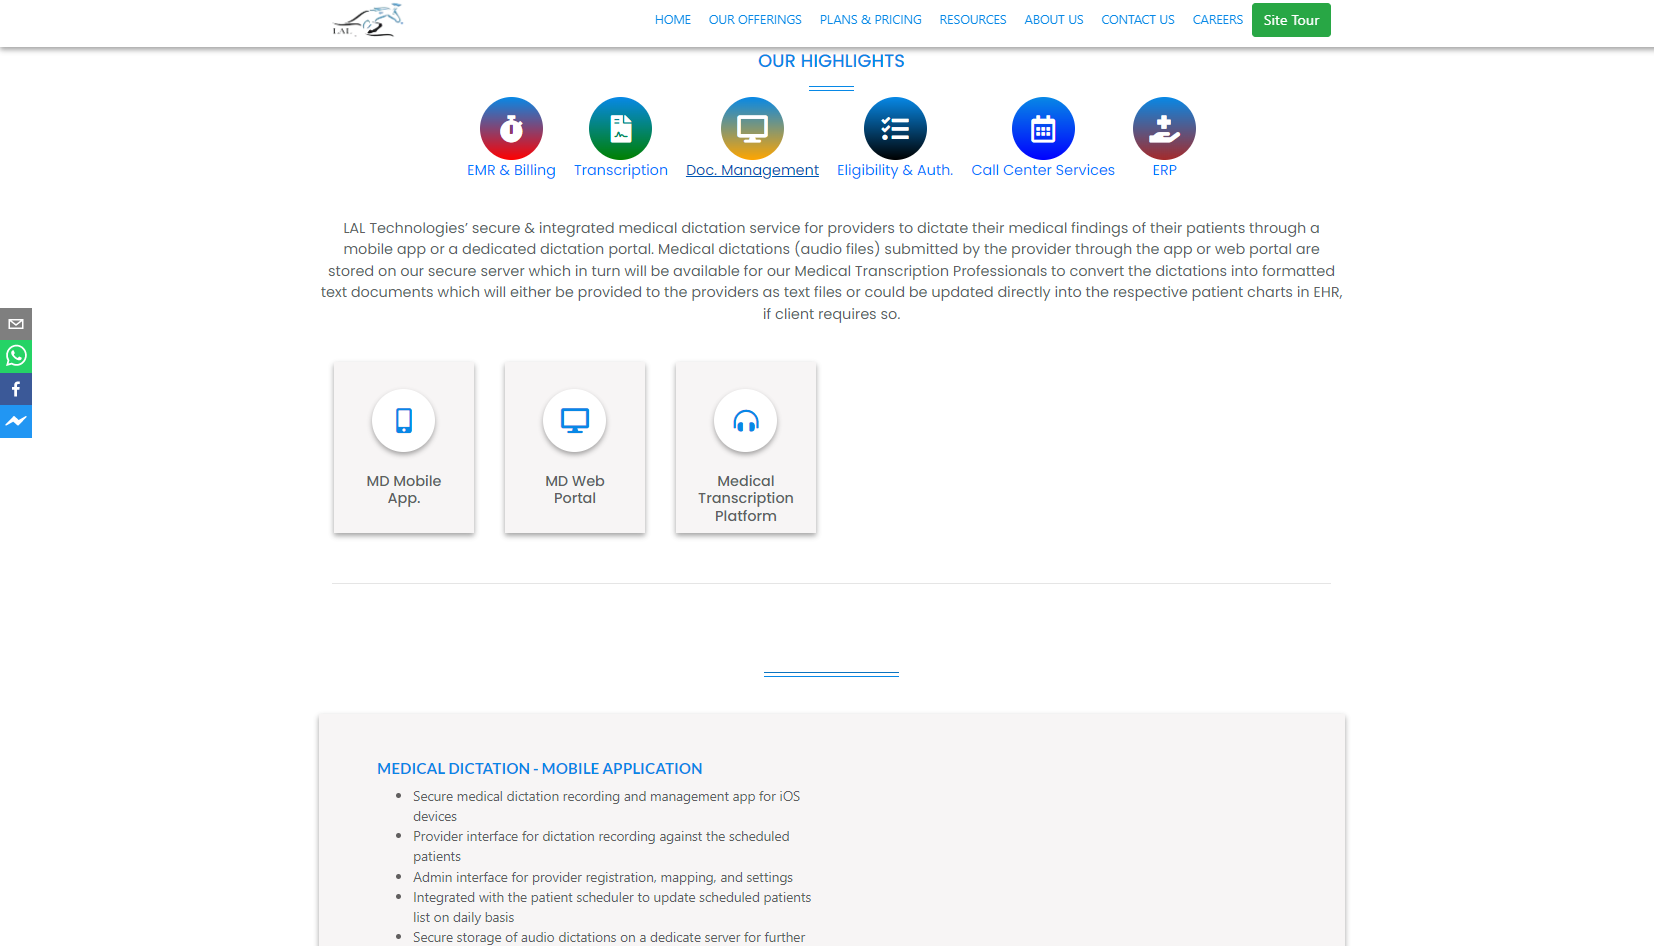 LAL
HOME OUR OFFERINGS PLANS & PRICING RESOURCES ABOUT US CONTACT US CAREERS Site Tour
OUR HIGHLIGHTS
EMR & Billing Transcription Doc. Management Eligibility & Auth. Call Center Services ERP
LAL Technologies’ secure & integrated medical dictation service for providers to dictate their medical findings of their patients through a
mobile app or a dedicated dictation portal. Medical dictations (audio files) submitted by the provider through the app or web portal are
stored on our secure server which in turn will be available for our Medical Transcription Professionals to convert the dictations into formatted
text documents which will either be provided to the providers as text files or could be updated directly into the respective patient charts in EHR,
if client requires so.
MD Mobile
App.
MD Web
Portal
Medical
Transcription
Platform
MEDICAL DICTATION - MOBILE APPLICATION
• Secure medical dictation recording and management app for iOS
devices
• Provider interface for dictation recording against the scheduled
patients
• Admin interface for provider registration, mapping, and settings
• Integrated with the patient scheduler to update scheduled patients
list on daily basis
• Secure storage of audio dictations on a dedicate server for further